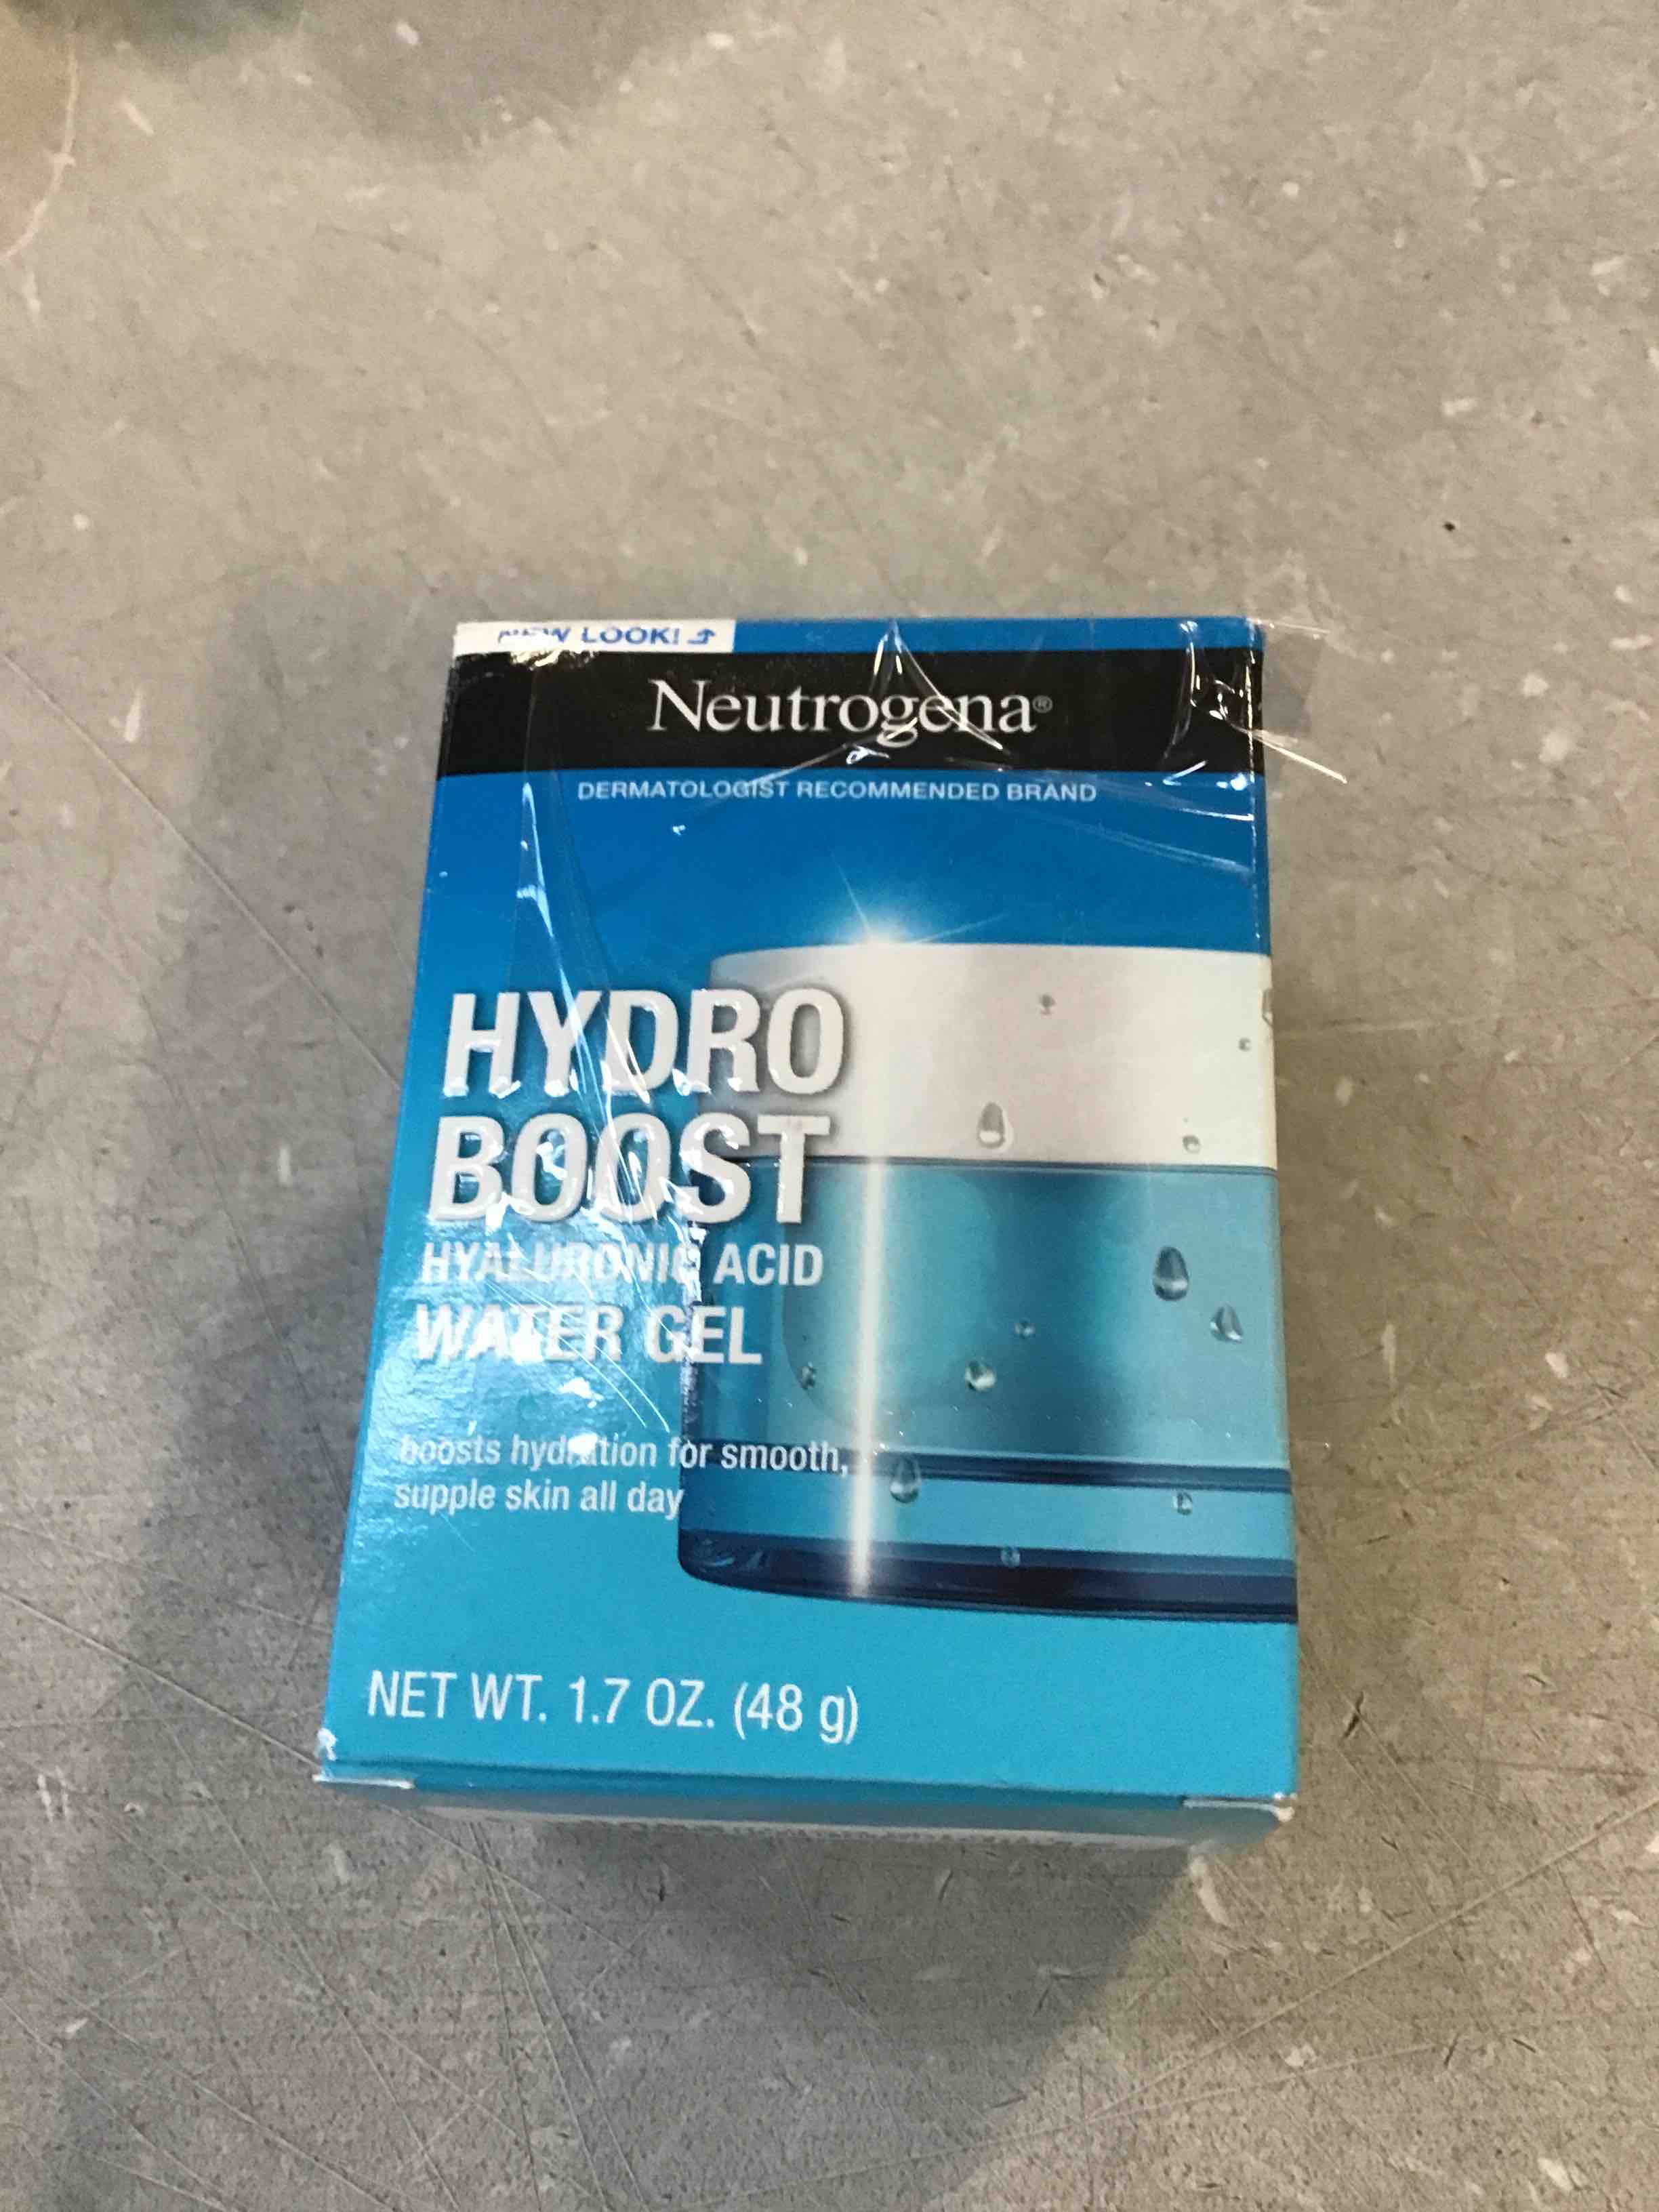 NEW LOOK!
Neutrogena®
DERMATOLOGIST RECOMMENDED BRAND
HYDRO
BOOST
HYALURONIC ACID
WATER GEL
boosts hydration for smooth,
supple skin all day
NET WT. 1.7 OZ. (48 g)